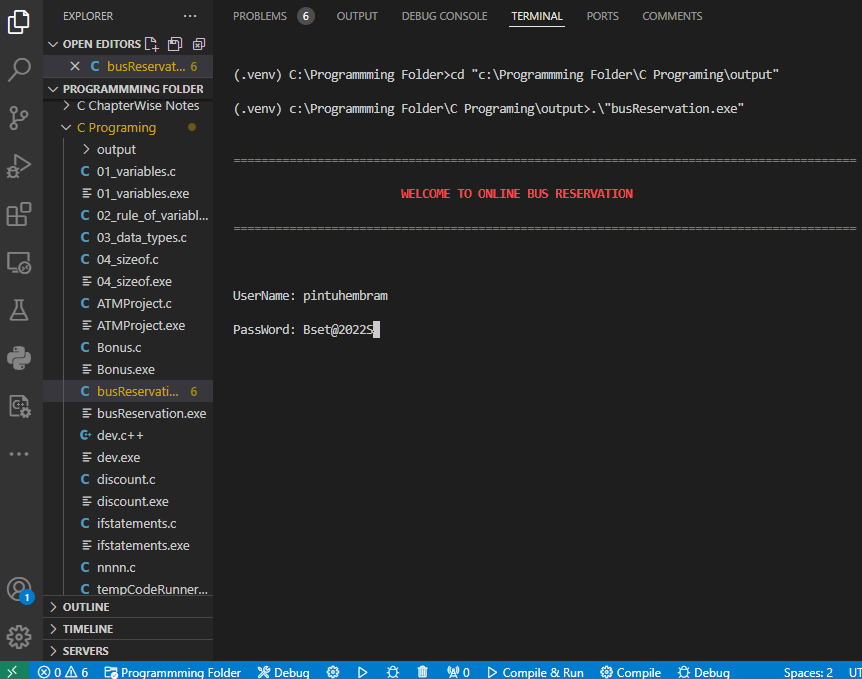 EXPLORER
OPEN EDITORS
busReservat... 6
PROGRAMMMING FOLDER
C ChapterWise Notes
C Programing
output
C 01_variables.c
01_variables.exe
C 02_rule_of_variabl...
C 03_data_types.c
C 04_sizeof.c
04_sizeof.exe
C ATMProject.c
ATMProject.exe
C Bonus.c
Bonus.exe
C busReservati... 6
busReservation.exe
dev.c++
dev.exe
C discount.c
discount.exe
C ifstatements.c
ifstatements.exe
C nnnn.c
C tempCodeRunner...
OUTLINE
TIMELINE
SERVERS
1
PROBLEMS 6 OUTPUT DEBUG CONSOLE TERMINAL PORTS COMMENTS
(.venv) C:\Programmming Folder>cd "c:\Programmming Folder\C Programing\output"
(.venv) c:\Programmming Folder\C Programing\output>.\"busReservation.exe"
=========================================================================================
WELCOME TO ONLINE BUS RESERVATION
=========================================================================================
UserName: pintuhembram
PassWord: Bset@2022S
0 6 Programmming Folder Debug 0 Compile & Run Compile Debug Spaces: 2 UT